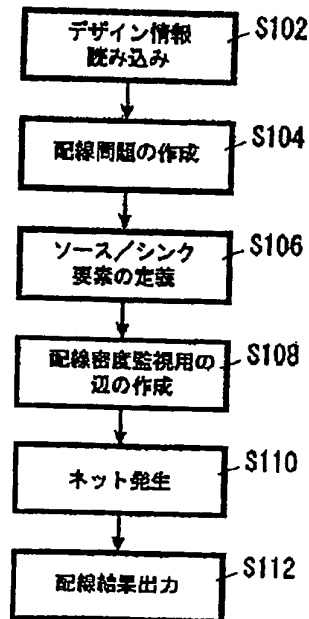 デザイン情報
読み込み
S102
配線問題の作成
S104
ソース/シンク
要素の定義
S106
配線密度監視用の
辺の作成
S108
ネット発生
S110
配線結果出力
S112